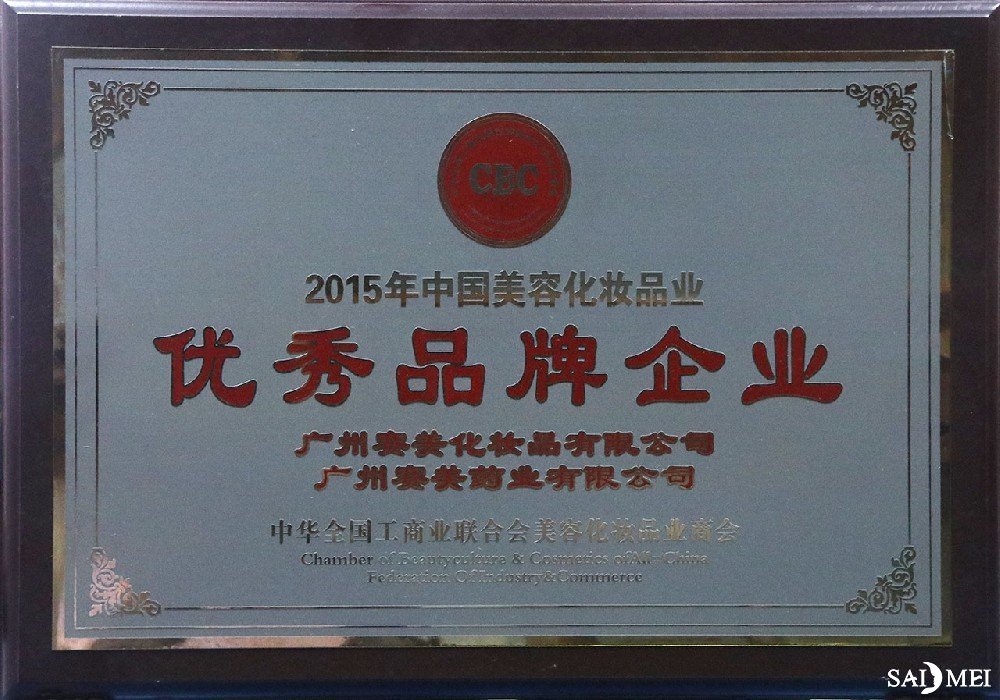 CBC
2015年中国美容化妆品业
优秀品牌企业
广州赛美化妆品有限公司
广州赛美药业有限公司
中华全国工商业联合会美容化妆品业商会
Chamber of Beautyculture & Cosmetics of All-China
Federation Of Industry&Commerce
SAI MEI